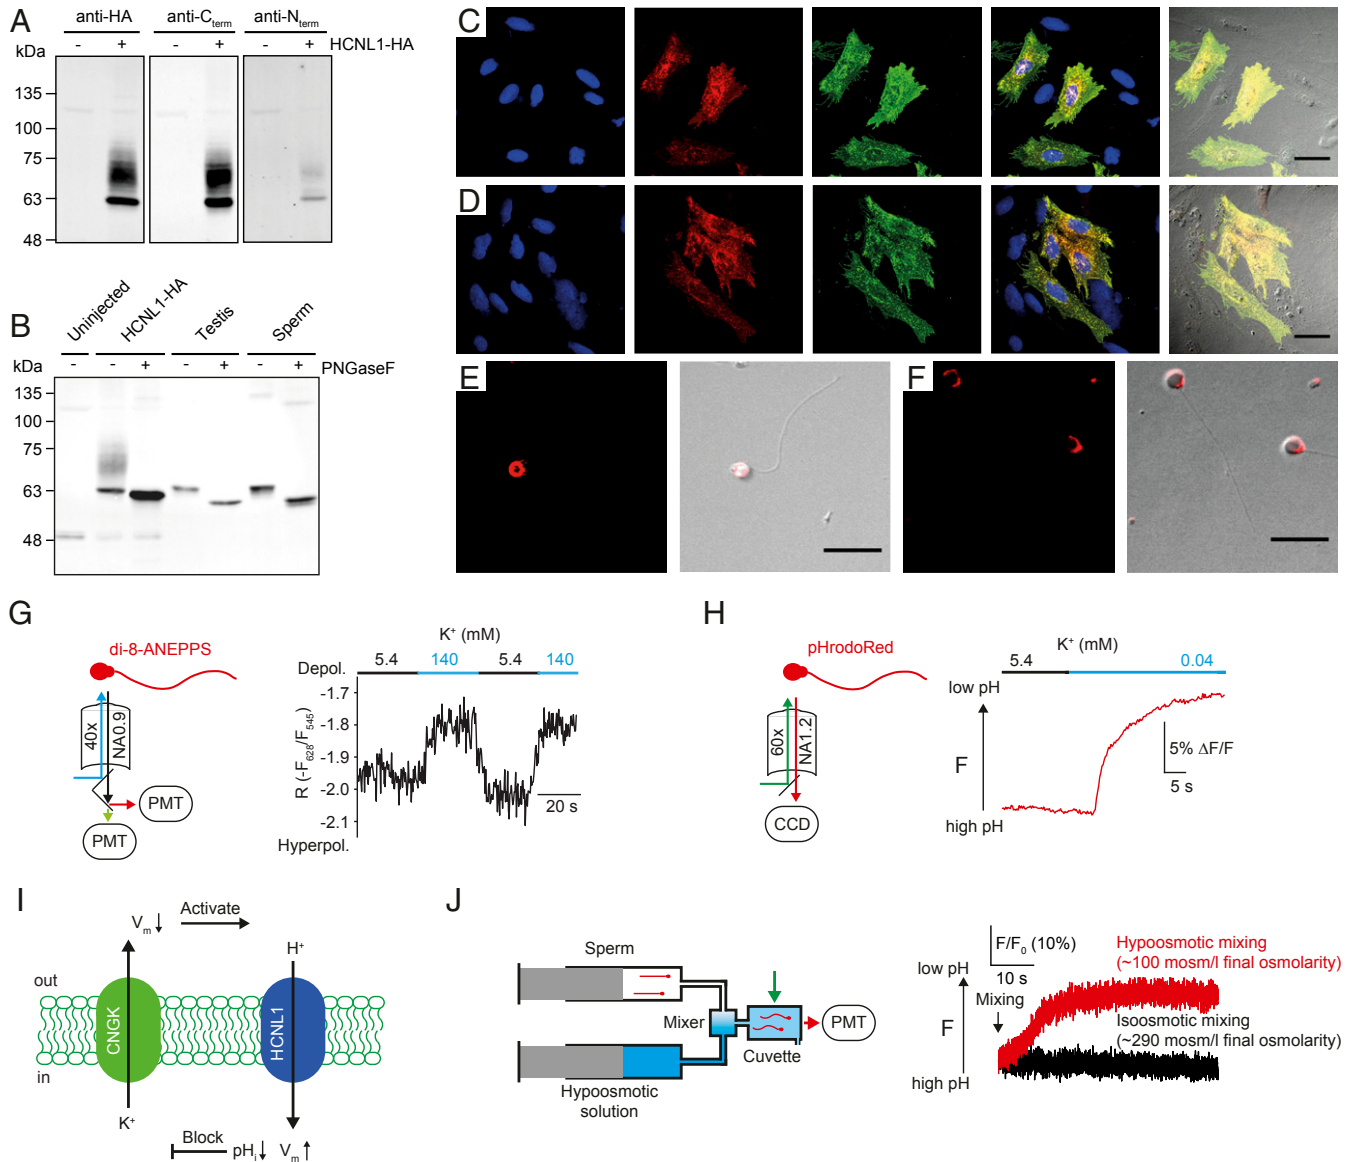 A
anti-HA anti-Cterm anti-Nterm
- + - + - + HCNL1-HA
kDa
135
100
75
63
48
B
Uninjected HCNL1-HA Testis Sperm
kDa - - + - + - + PNGaseF
135
100
75
63
48
C
D
E
F
G
di-8-ANEPPS
40x
NA0.9
PMT
PMT
K+ (mM)
Depol. 5.4 140 5.4 140
R (-F628/F545)
-1.7
-1.8
-1.9
-2.0
-2.1
Hyperpol.
20 s
H
pHrodoRed
60x
NA1.2
CCD
K+ (mM)
5.4 0.04
low pH
F
high pH
5% ΔF/F
5 s
I
Vm↓ Activate
H+
out
CNGK
HCNL1
in
K+
Block pHi↓ Vm↑
J
Sperm
Mixer
Cuvette
PMT
Hypoosmotic
solution
F/F0 (10%)
10 s
low pH
Mixing
F
high pH
Hypoosmotic mixing
(~100 mosm/l final osmolarity)
Isoosmotic mixing
(~290 mosm/l final osmolarity)